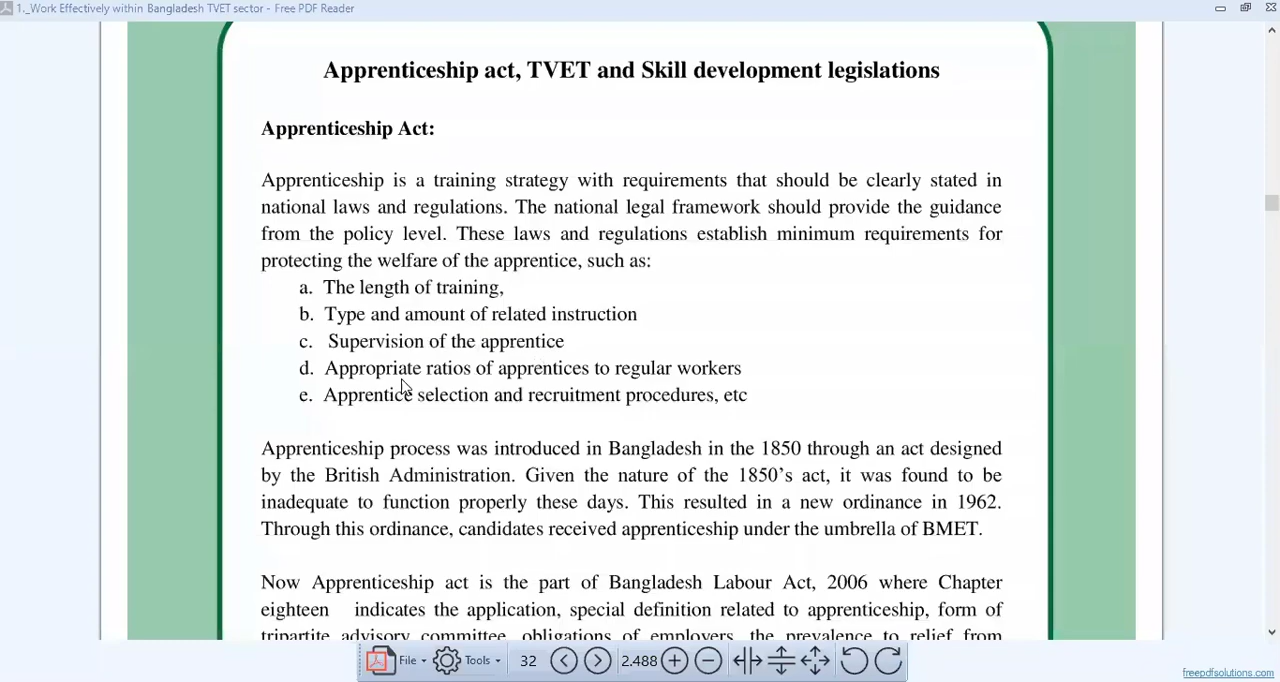 1._Work Effectively within Bangladesh TVET sector - Free PDF Reader
Apprenticeship act, TVET and Skill development legislations
Apprenticeship Act:
Apprenticeship is a training strategy with requirements that should be clearly stated in
national laws and regulations. The national legal framework should provide the guidance
from the policy level. These laws and regulations establish minimum requirements for
protecting the welfare of the apprentice, such as:
a. The length of training,
b. Type and amount of related instruction
c. Supervision of the apprentice
d. Appropriate ratios of apprentices to regular workers
e. Apprentice selection and recruitment procedures, etc
Apprenticeship process was introduced in Bangladesh in the 1850 through an act designed
by the British Administration. Given the nature of the 1850's act, it was found to be
inadequate to function properly these days. This resulted in a new ordinance in 1962.
Through this ordinance, candidates received apprenticeship under the umbrella of BMET.
Now Apprenticeship act is the part of Bangladesh Labour Act, 2006 where Chapter
eighteen indicates the application, special definition related to apprenticeship, form of
tripartite advisory committee, obligations of employers, the prevalence to relief from
File Tools 32 2.488
freepdfsolutions.com